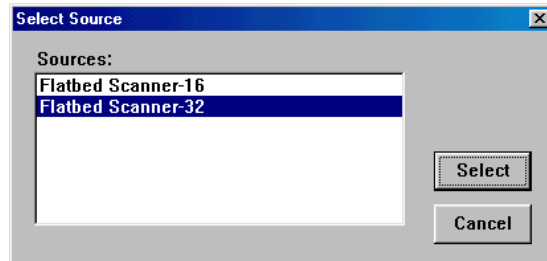 Select Source
Sources:
Flatbed Scanner-16
Flatbed Scanner-32
Select
Cancel